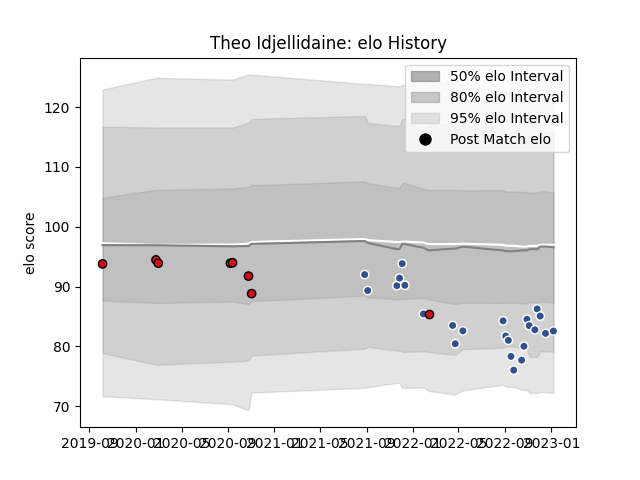 Theo Idjellidaine: elo History
50% elo Interval
80% elo Interval
95% elo Interval
Post Match elo
elo score
120
110
100
90
80
70
2019-09 2020-01 2020-05 2020-09 2021-01 2021-05 2021-09 2022-01 2022-05 2022-09 2023-01